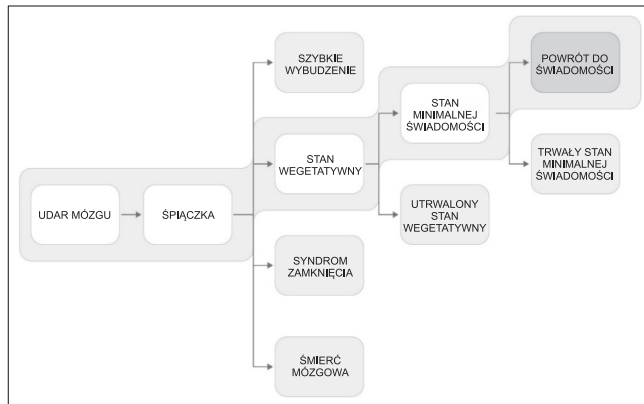 UDAR MÓZGU
ŚPIĄCZKA
SZYBKIE
WYBUDZENIE
STAN
WEGETATYWNY
SYNDROM
ZAMKNIĘCIA
ŚMIERĆ
MÓZGOWA
STAN
MINIMALNEJ
ŚWIADOMOŚCI
UTRWALONY
STAN
WEGETATYWNY
POWRÓT DO
ŚWIADOMOŚCI
TRWAŁY STAN
MINIMALNEJ
ŚWIADOMOŚCI